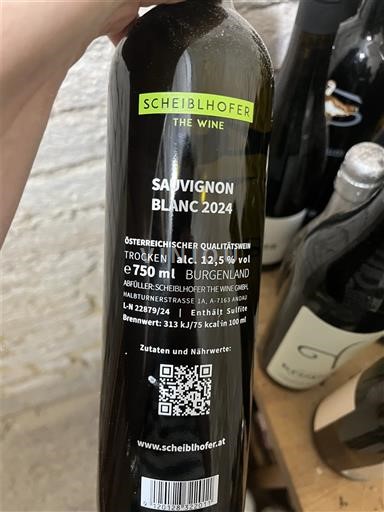 SCHEIBLHOFER
THE WINE
SAUVIGNON
BLANC 2024
ÖSTERREICHISCHER QUALITÄTSWEIN
TROCKEN alc. 12,5 % vol
e 750 ml BURGENLAND
ABFÜLLER: SCHEIBLHOFER THE WINE GMBH,
HALBTURNERSTRASSE 1A, A-7163 ANDAU
L-N 22879/24 | Enthält Sulfite
Brennwert: 313 kJ/75 kcal in 100 ml
Zutaten und Nährwerte:
www.scheiblhofer.at